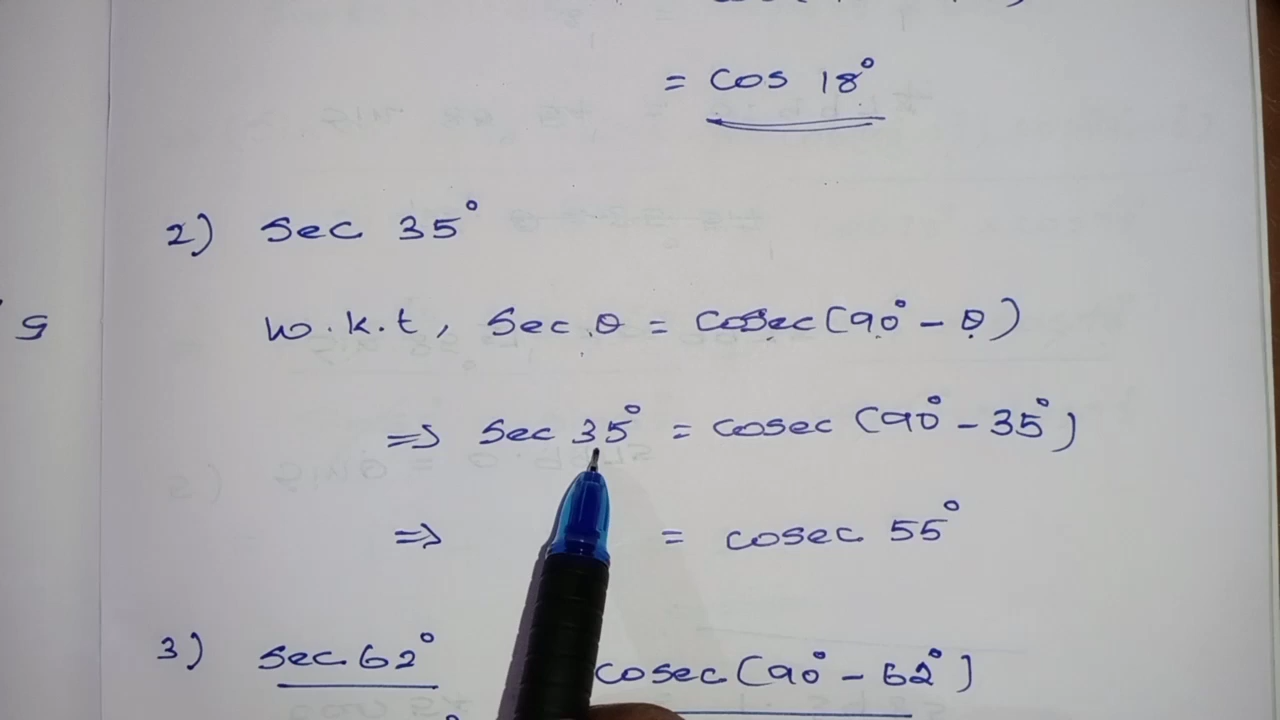 = cos 18°
2) Sec 35°
w.k.t, Sec θ = cosec (90° - θ)
⇒ Sec 35° = cosec (90° - 35°)
⇒ = cosec 55°
3) sec 62° cosec (90° - 62°)